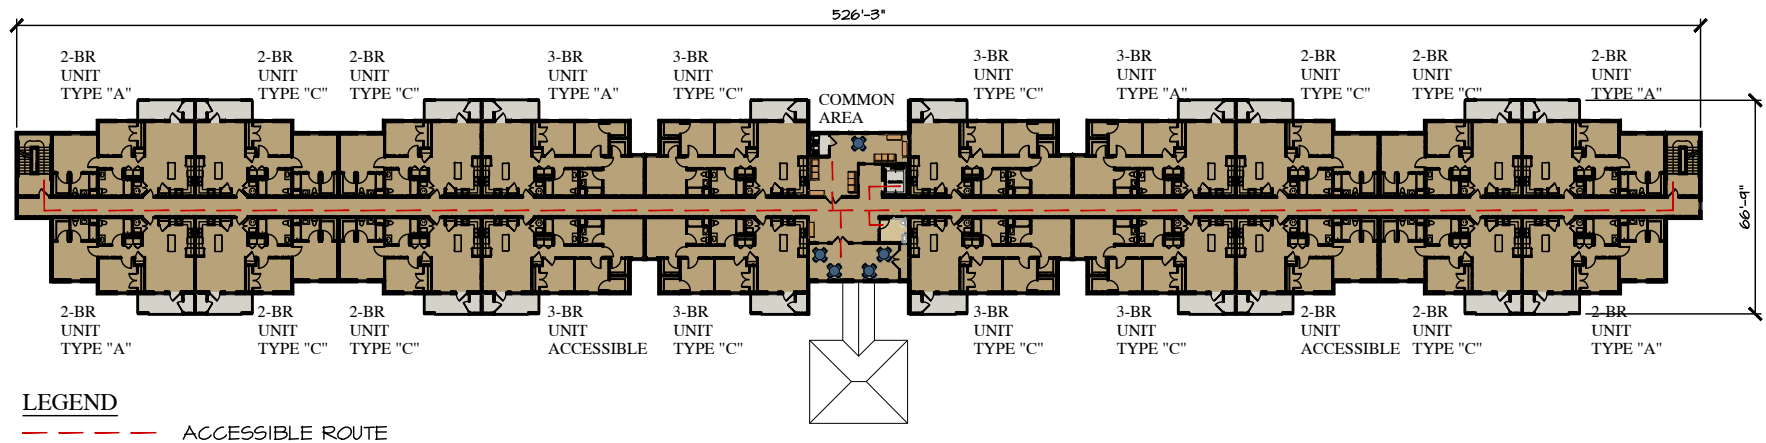 526'-3"
2-BR
UNIT
TYPE "A"
2-BR
UNIT
TYPE "C"
2-BR
UNIT
TYPE "C"
3-BR
UNIT
TYPE "A"
3-BR
UNIT
TYPE "C"
COMMON
AREA
3-BR
UNIT
TYPE "C"
3-BR
UNIT
TYPE "A"
2-BR
UNIT
TYPE "C"
2-BR
UNIT
TYPE "C"
2-BR
UNIT
TYPE "A"
66'-9"
2-BR
UNIT
TYPE "A"
2-BR
UNIT
TYPE "C"
2-BR
UNIT
TYPE "C"
3-BR
UNIT
ACCESSIBLE
3-BR
UNIT
TYPE "C"
3-BR
UNIT
TYPE "C"
3-BR
UNIT
TYPE "C"
2-BR
UNIT
ACCESSIBLE
2-BR
UNIT
TYPE "C"
2-BR
UNIT
TYPE "A"
LEGEND
ACCESSIBLE ROUTE